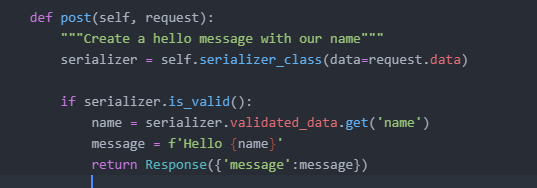 def post(self, request):
"""Create a hello message with our name"""
serializer = self.serializer_class(data=request.data)
if serializer.is_valid():
name = serializer.validated_data.get('name')
message = f'Hello {name}'
return Response({'message':message})